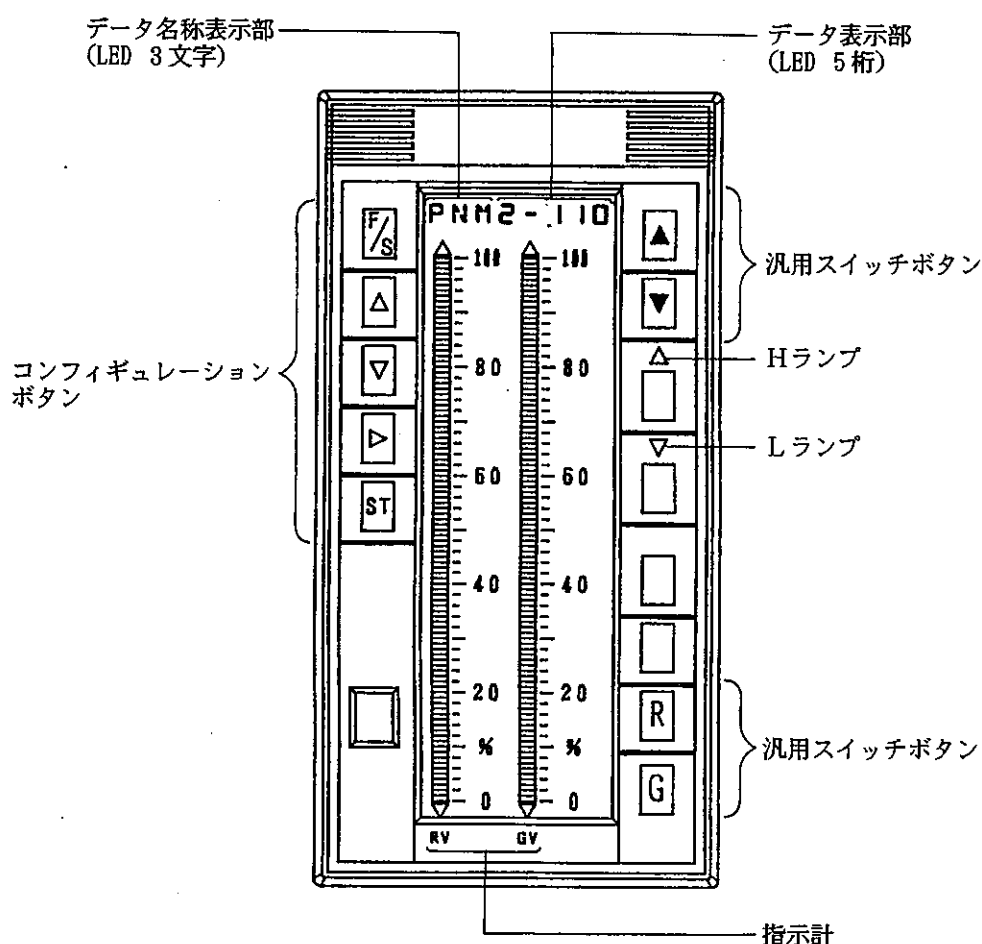 データ名称表示部
(LED 3文字)
データ表示部
(LED 5桁)
PNM2-.110
F/S
▲
汎用スイッチボタン
100 100
△
▼
コンフィギュレーション
ボタン
▽
80 80
△
Hランプ
▷
▽
Lランプ
60 60
ST
40 40
20 20
R
汎用スイッチボタン
% %
G
0 0
RV GV
指示計